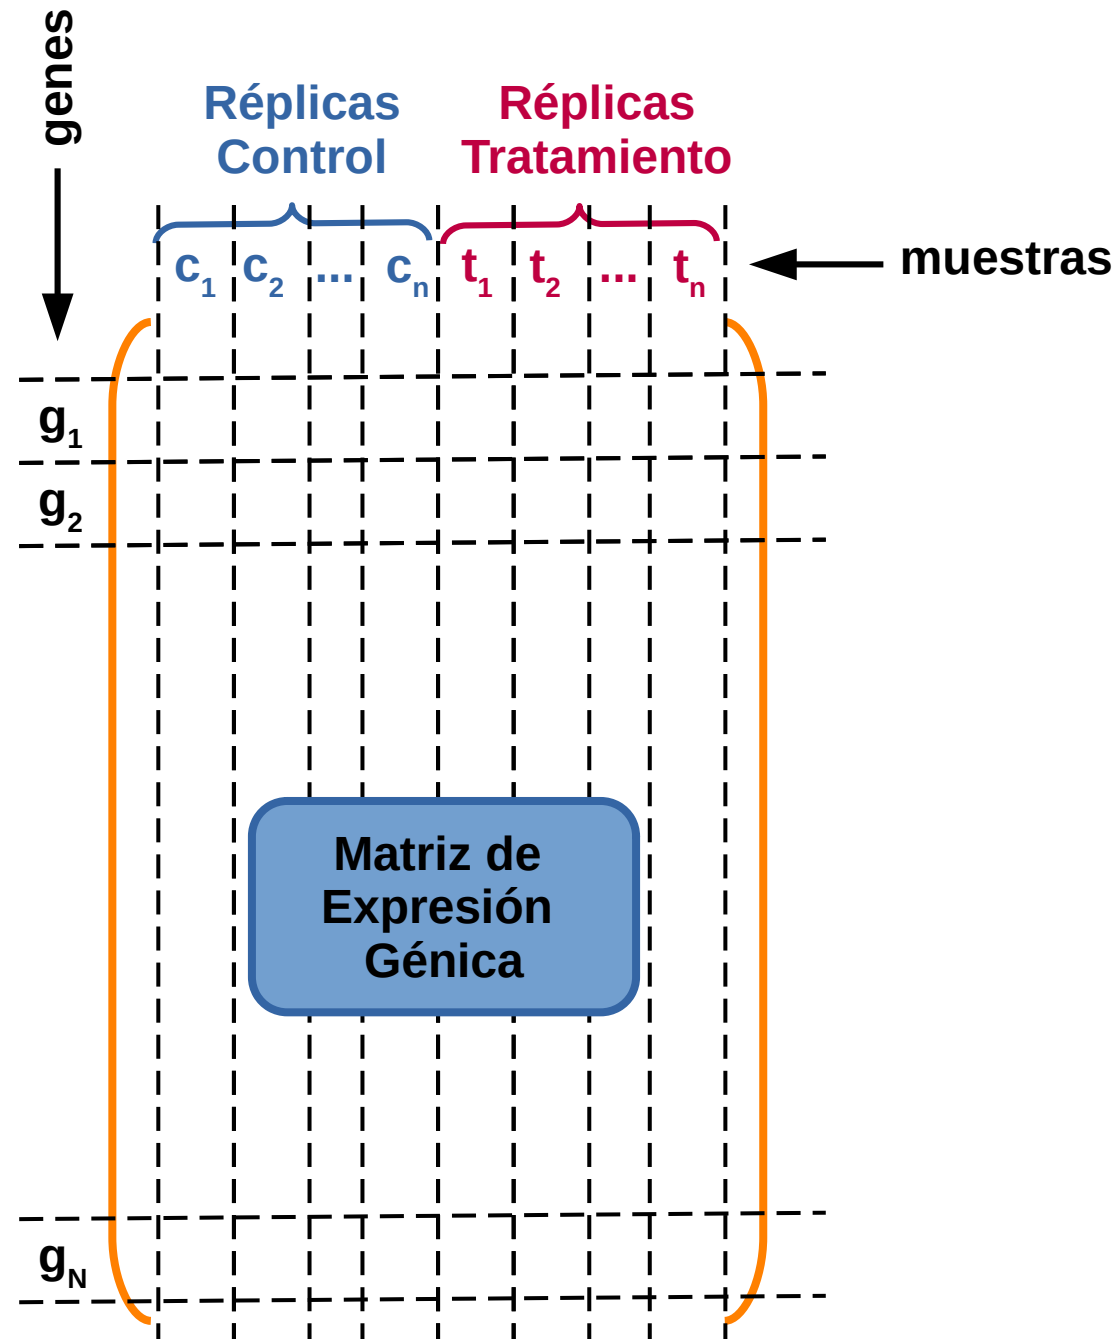 genes
Réplicas
Control
Réplicas
Tratamiento
c1 c2 ... cn t1 t2 ... tn
muestras
g1
g2
Matriz de
Expresión
Génica
gN